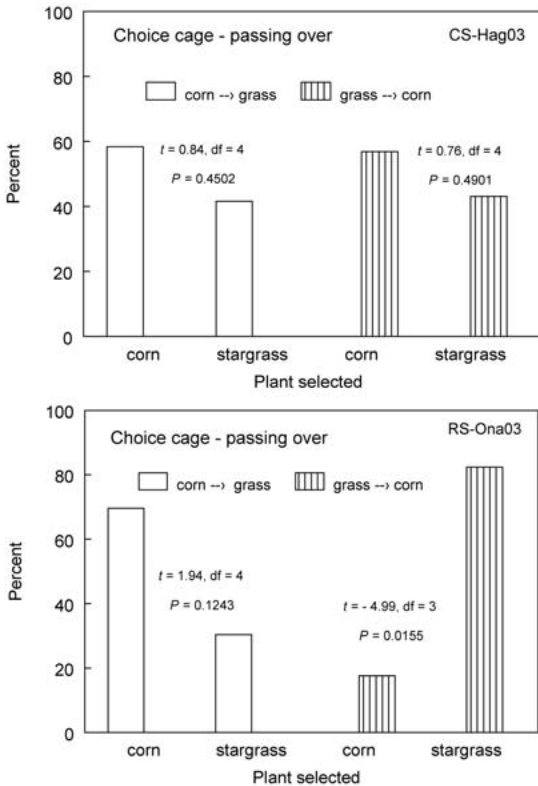 100
Choice cage - passing over
CS-Hag03
80
corn --> grass
grass --> corn
60
t = 0.84, df = 4
t = 0.76, df = 4
P = 0.4502
P = 0.4901
40
20
0
Percent
corn
stargrass
corn
stargrass
Plant selected
100
RS-Ona03
Choice cage - passing over
80
corn --> grass
grass --> corn
60
t = 1.94, df = 4
40
P = 0.1243
t = - 4.99, df = 3
P = 0.0155
20
0
Percent
corn
stargrass
corn
stargrass
Plant selected